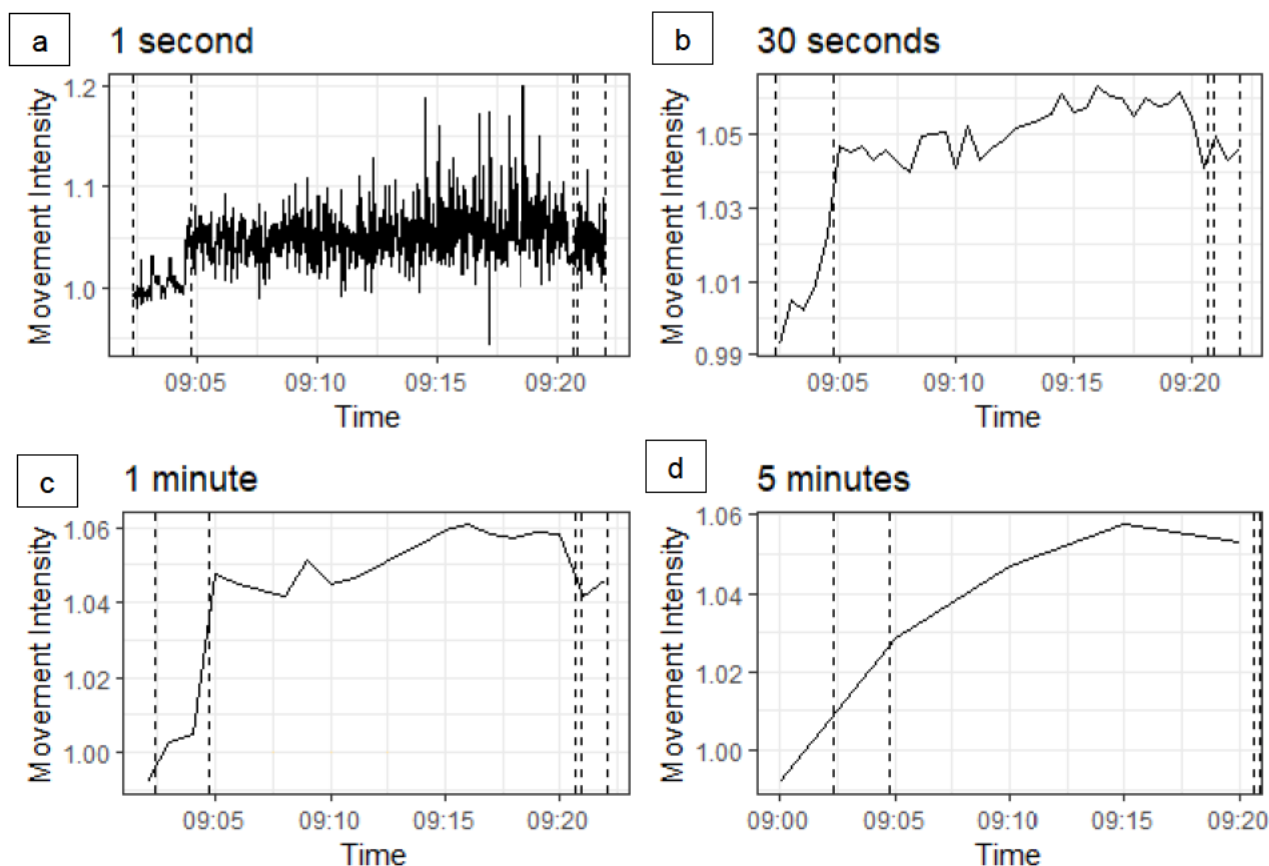 a
1 second
Movement Intensity
1.2
1.1
1.0
09:05 09:10 09:15 09:20
Time
b
30 seconds
Movement Intensity
1.05
1.03
1.01
0.99
09:05 09:10 09:15 09:20
Time
c
1 minute
Movement Intensity
1.06
1.04
1.02
1.00
09:05 09:10 09:15 09:20
Time
d
5 minutes
Movement Intensity
1.06
1.04
1.02
1.00
09:00 09:05 09:10 09:15 09:20
Time